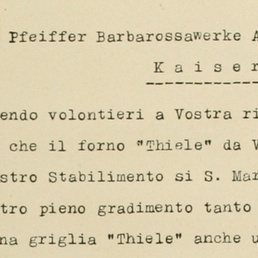 Pfeiffer Barbarossawerke A
Kaiser
endo volontieri a Vostra ri
che il forno "Thiele" da V
stro Stabilimento si S. Mar
tro pieno gradimento tanto
na griglia "Thiele" anche u